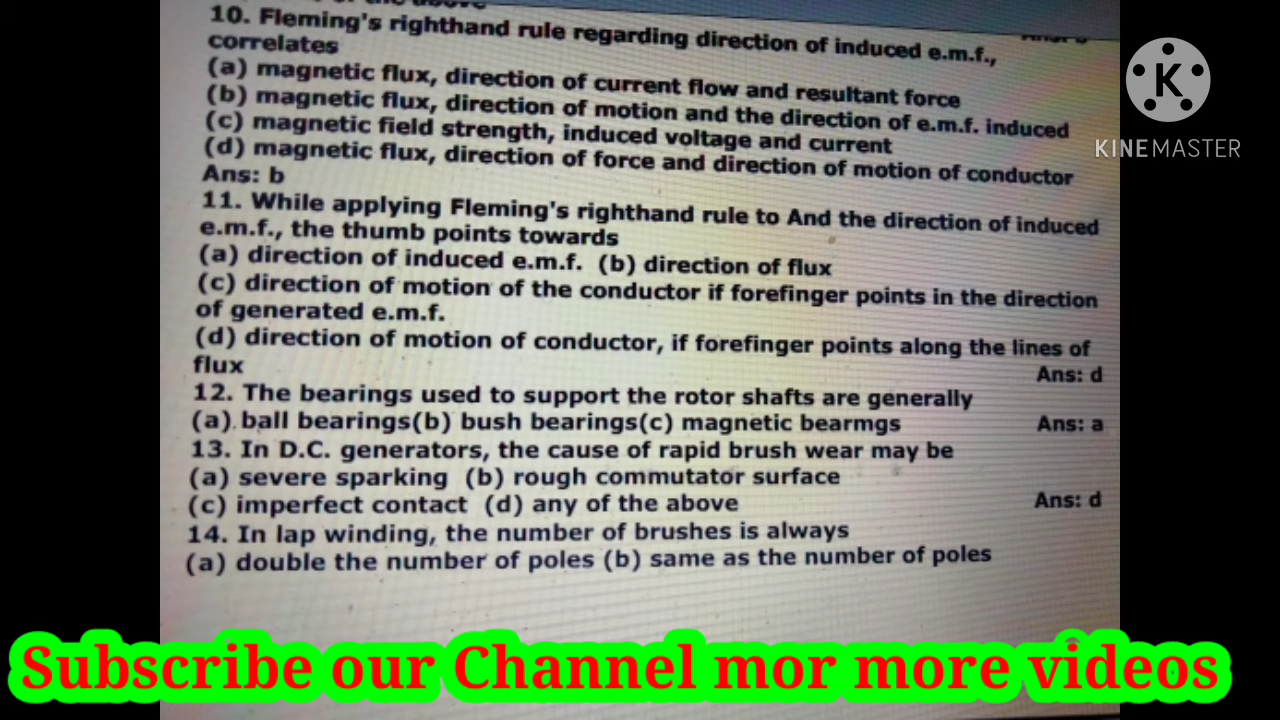 10. Fleming's righthand rule regarding direction of induced e.m.f.,
correlates
(a) magnetic flux, direction of current flow and resultant force
(b) magnetic flux, direction of motion and the direction of e.m.f. induced
(c) magnetic field strength, induced voltage and current
(d) magnetic flux, direction of force and direction of motion of conductor
Ans: b
11. While applying Fleming's righthand rule to And the direction of induced
e.m.f., the thumb points towards
(a) direction of induced e.m.f. (b) direction of flux
(c) direction of motion of the conductor if forefinger points in the direction
of generated e.m.f.
(d) direction of motion of conductor, if forefinger points along the lines of
flux Ans: d
12. The bearings used to support the rotor shafts are generally
(a) ball bearings(b) bush bearings(c) magnetic bearmgs Ans: a
13. In D.C. generators, the cause of rapid brush wear may be
(a) severe sparking (b) rough commutator surface
(c) imperfect contact (d) any of the above Ans: d
14. In lap winding, the number of brushes is always
(a) double the number of poles (b) same as the number of poles
K
KINEMASTER
Subscribe our Channel mor more videos